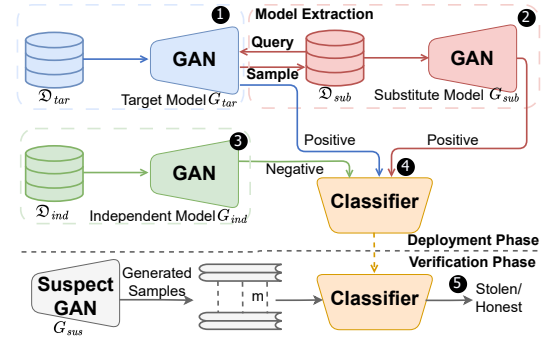 1
Model Extraction
2
GAN
Query
GAN
Sample
𝔇tar
Target Model Gtar
𝔇sub
Substitute Model Gsub
3
Positive
Positive
GAN
Negative
4
Classifier
𝔇ind
Independent Model Gind
Deployment Phase
Verification Phase
Suspect
GAN
Gsus
Generated
Samples
m
Classifier
5
Stolen/
Honest